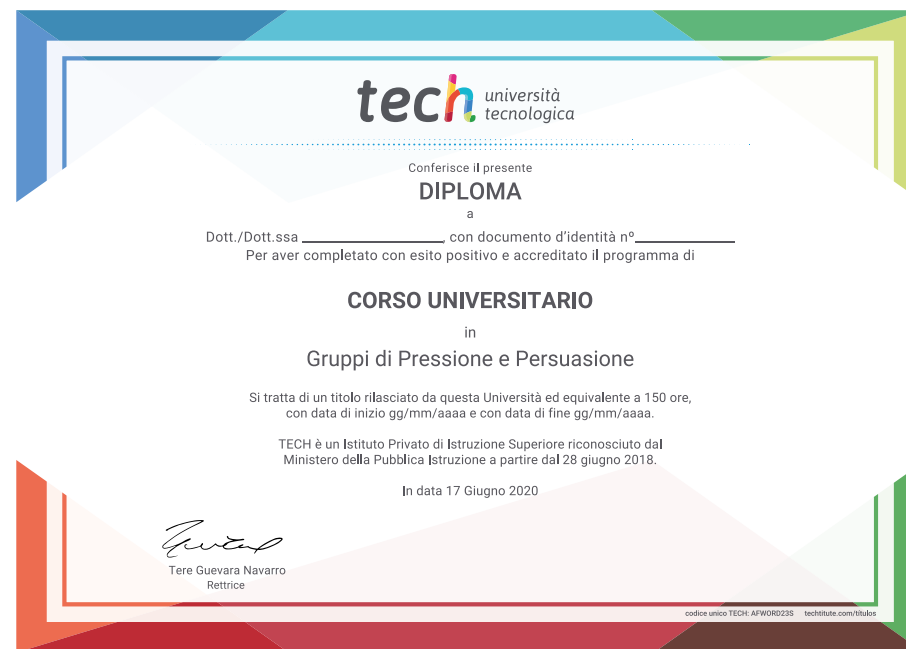 tech università
tecnologica
Conferisce il presente
DIPLOMA
a
Dott./Dott.ssa ____________________, con documento d'identità nº______________
Per aver completato con esito positivo e accreditato il programma di
CORSO UNIVERSITARIO
in
Gruppi di Pressione e Persuasione
Si tratta di un titolo rilasciato da questa Università ed equivalente a 150 ore,
con data di inizio gg/mm/aaaa e con data di fine gg/mm/aaaa.
TECH è un Istituto Privato di Istruzione Superiore riconosciuto dal
Ministero della Pubblica Istruzione a partire dal 28 giugno 2018.
In data 17 Giugno 2020
Tere Guevara Navarro
Rettrice
codice unico TECH: AFWORD23S techtitute.com/títulos